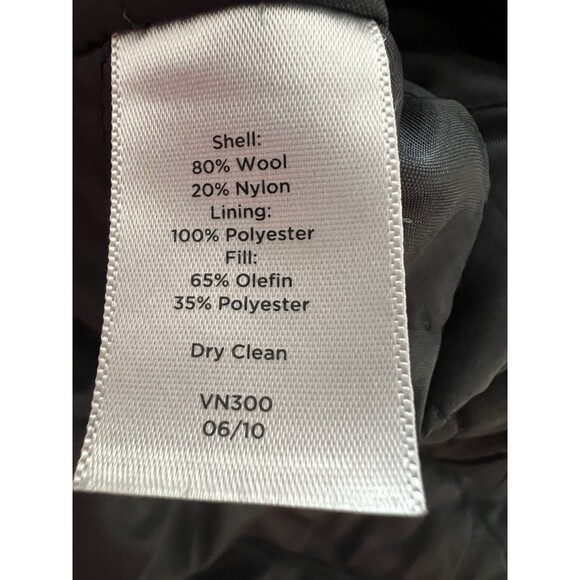 Shell:
80% Wool
20% Nylon
Lining:
100% Polyester
Fill:
65% Olefin
35% Polyester
Dry Clean
VN300
06/10